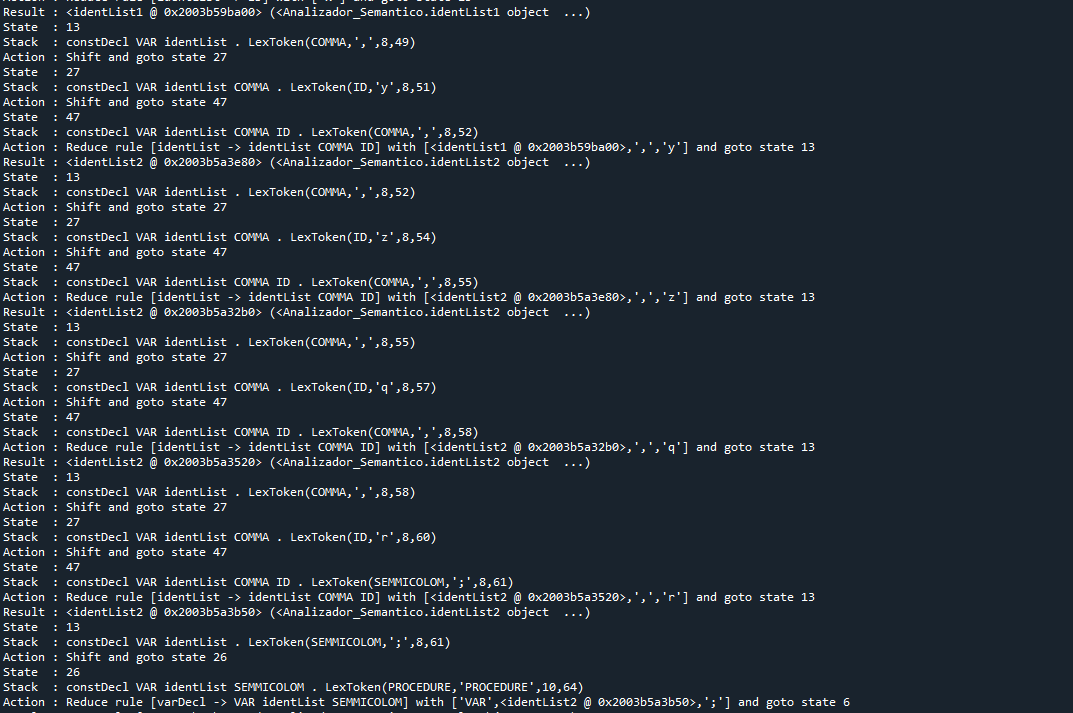 Result : <identList1 @ 0x2003b59ba00> (<Analizador_Semantico.identList1 object  ...)
State  : 13
Stack  : constDecl VAR identList . LexToken(COMMA,',',8,49)
Action : Shift and goto state 27
State  : 27
Stack  : constDecl VAR identList COMMA . LexToken(ID,'y',8,51)
Action : Shift and goto state 47
State  : 47
Stack  : constDecl VAR identList COMMA ID . LexToken(COMMA,',',8,52)
Action : Reduce rule [identList -> identList COMMA ID] with [<identList1 @ 0x2003b59ba00>,',','y'] and goto state 13
Result : <identList2 @ 0x2003b5a3e80> (<Analizador_Semantico.identList2 object  ...)
State  : 13
Stack  : constDecl VAR identList . LexToken(COMMA,',',8,52)
Action : Shift and goto state 27
State  : 27
Stack  : constDecl VAR identList COMMA . LexToken(ID,'z',8,54)
Action : Shift and goto state 47
State  : 47
Stack  : constDecl VAR identList COMMA ID . LexToken(COMMA,',',8,55)
Action : Reduce rule [identList -> identList COMMA ID] with [<identList2 @ 0x2003b5a3e80>,',','z'] and goto state 13
Result : <identList2 @ 0x2003b5a32b0> (<Analizador_Semantico.identList2 object  ...)
State  : 13
Stack  : constDecl VAR identList . LexToken(COMMA,',',8,55)
Action : Shift and goto state 27
State  : 27
Stack  : constDecl VAR identList COMMA . LexToken(ID,'q',8,57)
Action : Shift and goto state 47
State  : 47
Stack  : constDecl VAR identList COMMA ID . LexToken(COMMA,',',8,58)
Action : Reduce rule [identList -> identList COMMA ID] with [<identList2 @ 0x2003b5a32b0>,',','q'] and goto state 13
Result : <identList2 @ 0x2003b5a3520> (<Analizador_Semantico.identList2 object  ...)
State  : 13
Stack  : constDecl VAR identList . LexToken(COMMA,',',8,58)
Action : Shift and goto state 27
State  : 27
Stack  : constDecl VAR identList COMMA . LexToken(ID,'r',8,60)
Action : Shift and goto state 47
State  : 47
Stack  : constDecl VAR identList COMMA ID . LexToken(SEMMICOLOM,';',8,61)
Action : Reduce rule [identList -> identList COMMA ID] with [<identList2 @ 0x2003b5a3520>,',','r'] and goto state 13
Result : <identList2 @ 0x2003b5a3b50> (<Analizador_Semantico.identList2 object  ...)
State  : 13
Stack  : constDecl VAR identList . LexToken(SEMMICOLOM,';',8,61)
Action : Shift and goto state 26
State  : 26
Stack  : constDecl VAR identList SEMMICOLOM . LexToken(PROCEDURE,'PROCEDURE',10,64)
Action : Reduce rule [varDecl -> VAR identList SEMMICOLOM] with ['VAR',<identList2 @ 0x2003b5a3b50>,';'] and goto state 6